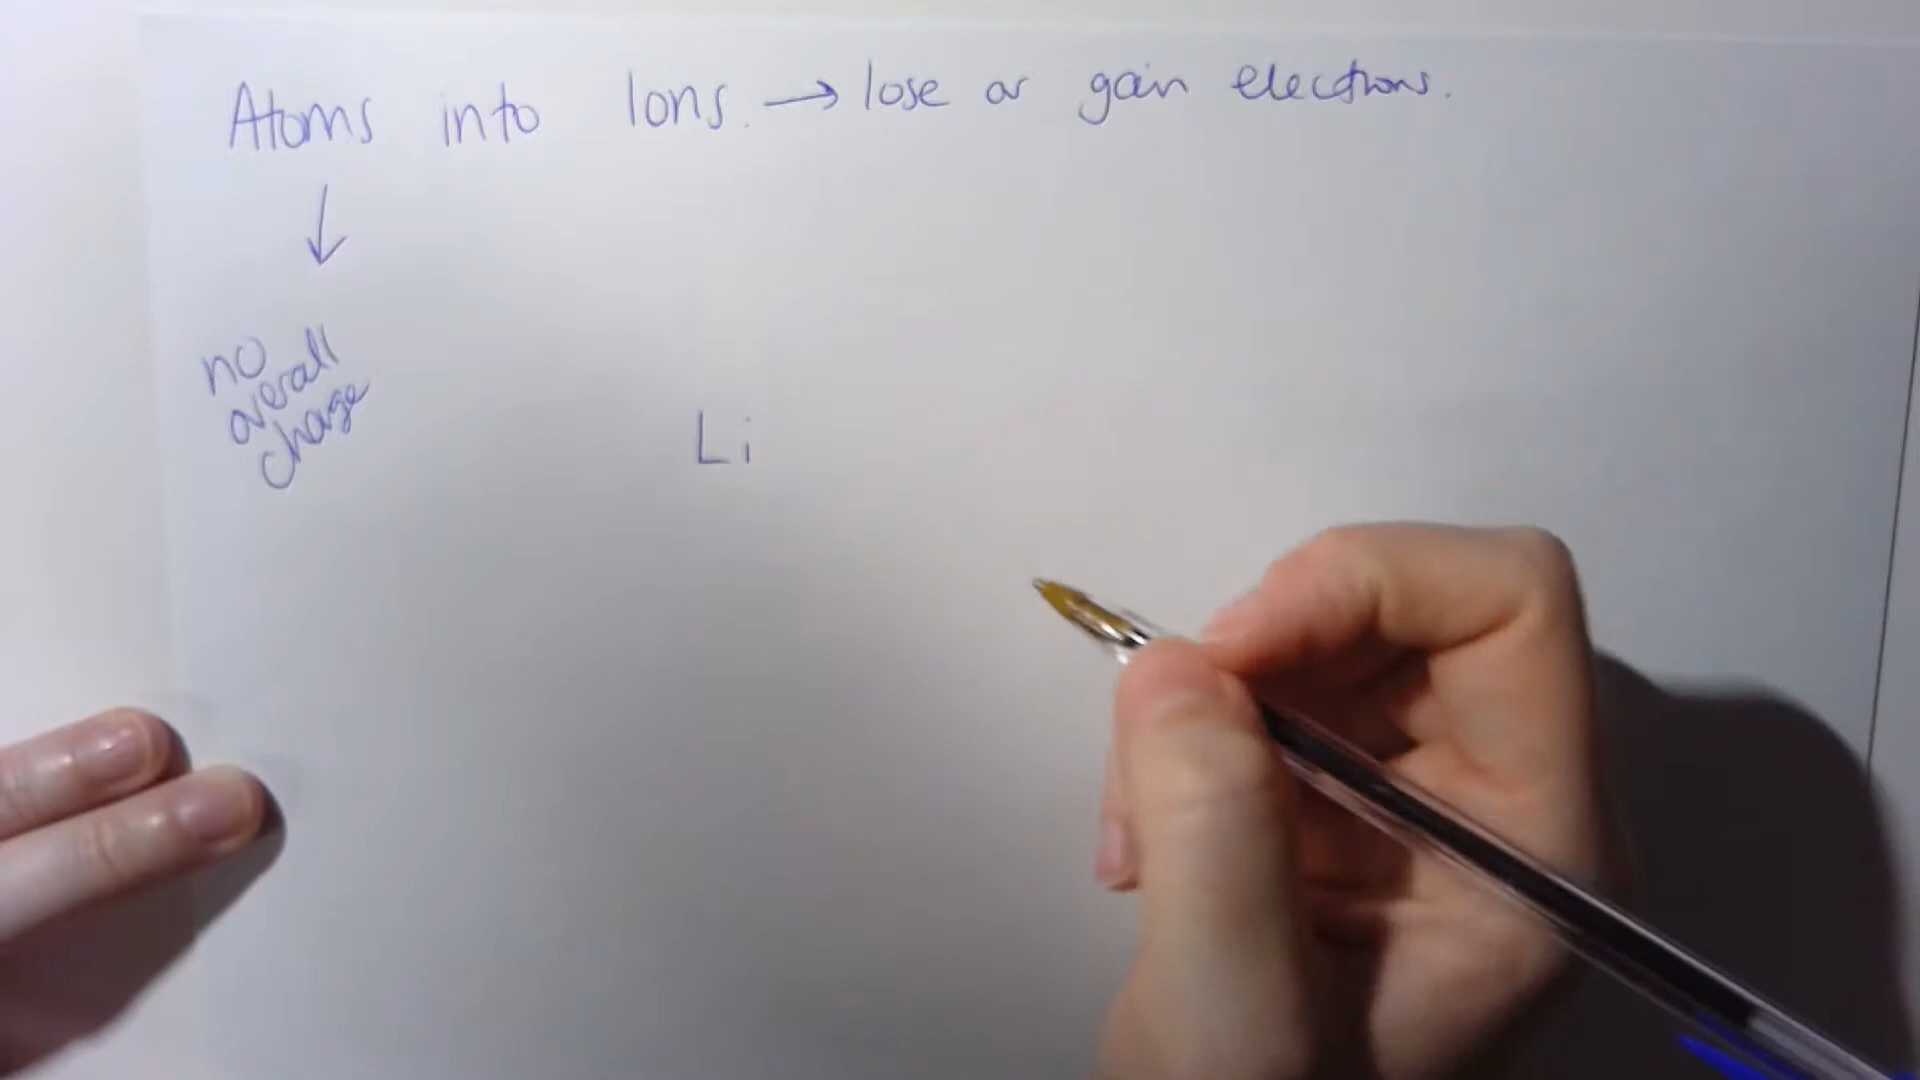 Atoms into Ions. → lose or gain electrons.
↓
no
overall
charge
Li